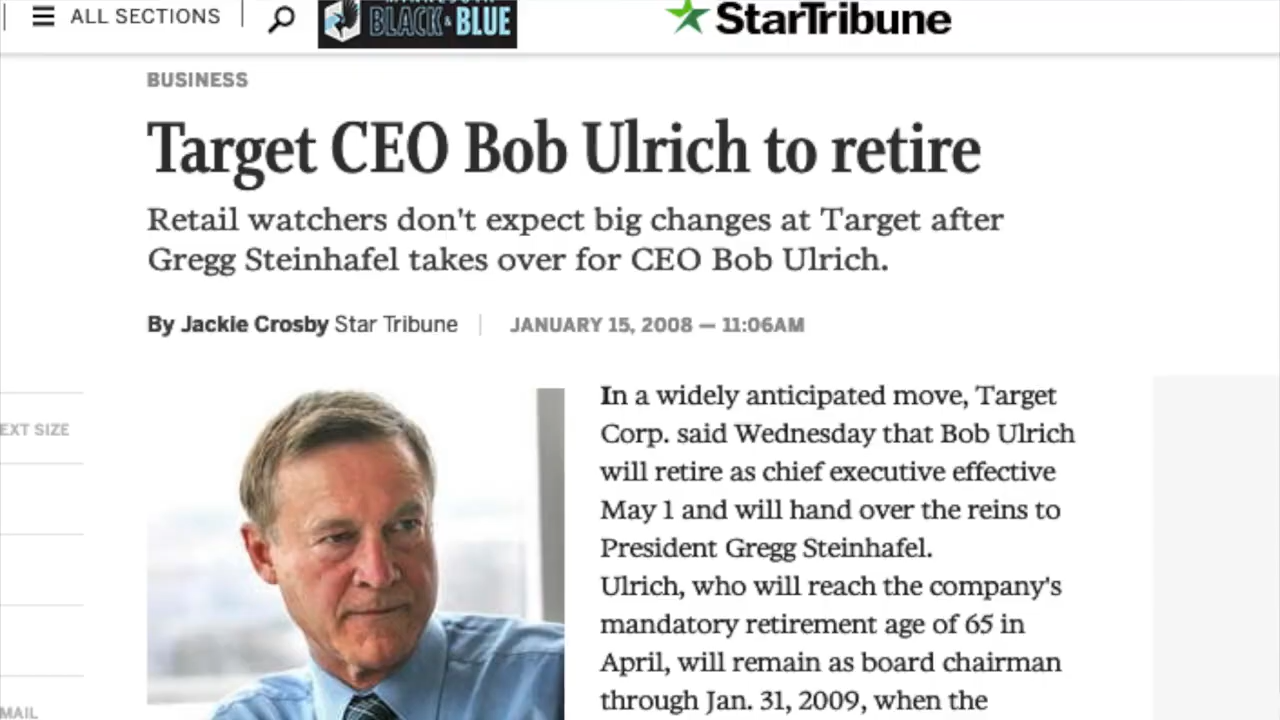 ALL SECTIONS
BLACK & BLUE
StarTribune
BUSINESS
Target CEO Bob Ulrich to retire
Retail watchers don't expect big changes at Target after
Gregg Steinhafel takes over for CEO Bob Ulrich.
By Jackie Crosby Star Tribune
JANUARY 15, 2008 — 11:06AM
EXT SIZE
MAIL
In a widely anticipated move, Target
Corp. said Wednesday that Bob Ulrich
will retire as chief executive effective
May 1 and will hand over the reins to
President Gregg Steinhafel.
Ulrich, who will reach the company's
mandatory retirement age of 65 in
April, will remain as board chairman
through Jan. 31, 2009, when the